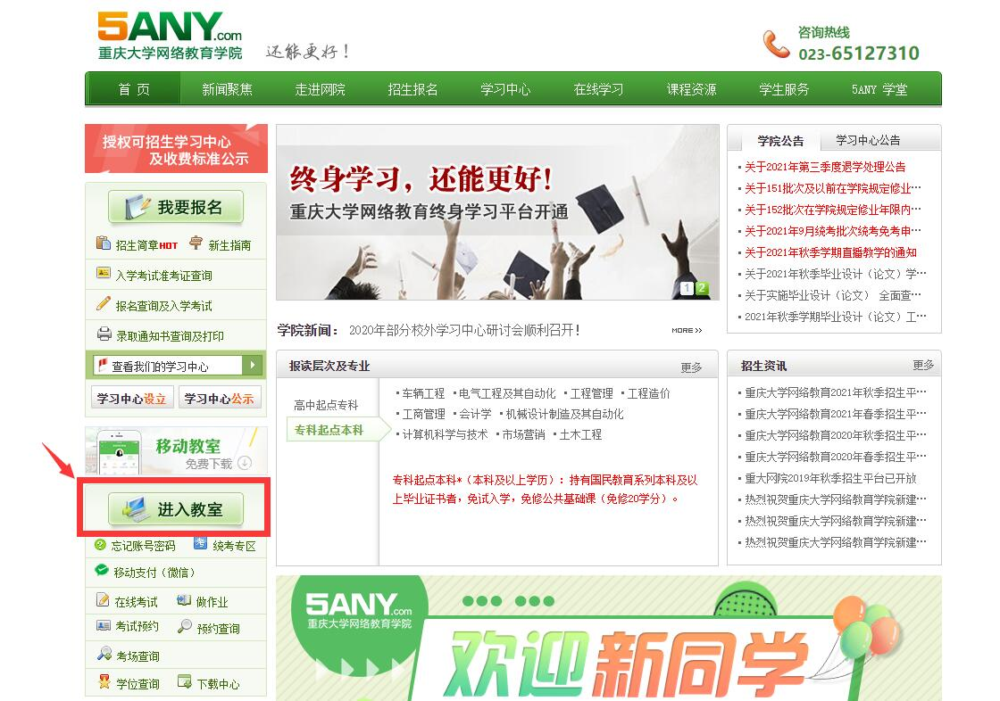 5ANY.com
重庆大学网络教育学院
还能更好！
咨询热线
023-65127310
首 页 新闻聚焦 走进网院 招生报名 学习中心 在线学习 课程资源 学生服务 5ANY 学堂
授权可招生学习中心
及收费标准公示
我要报名
招生简章HOT 新生指南
入学考试准考证查询
报名查询及入学考试
录取通知书查询及打印
查看我们的学习中心
学习中心设立 学习中心公示
移动教室
免费下载
进入教室
忘记账号密码 统考专区
移动支付（微信）
在线考试 做作业
考试预约 预约查询
考场查询
学位查询 下载中心
终身学习，还能更好！
重庆大学网络教育终身学习平台开通
1 2
学院新闻： 2020年部分校外学习中心研讨会顺利召开！ MORE>>
报读层次及专业 更多
高中起点专科
专科起点本科
·车辆工程 ·电气工程及其自动化 ·工程管理 ·工程造价
·工商管理 ·会计学 ·机械设计制造及其自动化
·计算机科学与技术 ·市场营销 ·土木工程
专科起点本科*（本科及以上学历）：持有国民教育系列本科及以
上毕业证书者，免试入学，免修公共基础课（免修20学分）。
学院公告 学习中心公告
·关于2021年第三季度退学处理公告
·关于151批次及以前在学院规定修业…
·关于152批次在学院规定修业年限内…
·关于2021年9月统考批次统考免考申…
·关于2021年秋季学期直播教学的通知
·关于2021年秋季毕业设计（论文）学…
·关于实施毕业设计（论文） 全面查…
·2021年秋季学期毕业设计（论文）工…
招生资讯 更多
·重庆大学网络教育2021年秋季招生平…
·重庆大学网络教育2021年春季招生平…
·重庆大学网络教育2020年秋季招生平…
·重庆大学网络教育2020年春季招生平…
·重大网院2019年秋季招生平台已开放
·热烈祝贺重庆大学网络教育学院新建…
·热烈祝贺重庆大学网络教育学院新建…
·热烈祝贺重庆大学网络教育学院新建…
5ANY.com
重庆大学网络教育学院
欢迎新同学